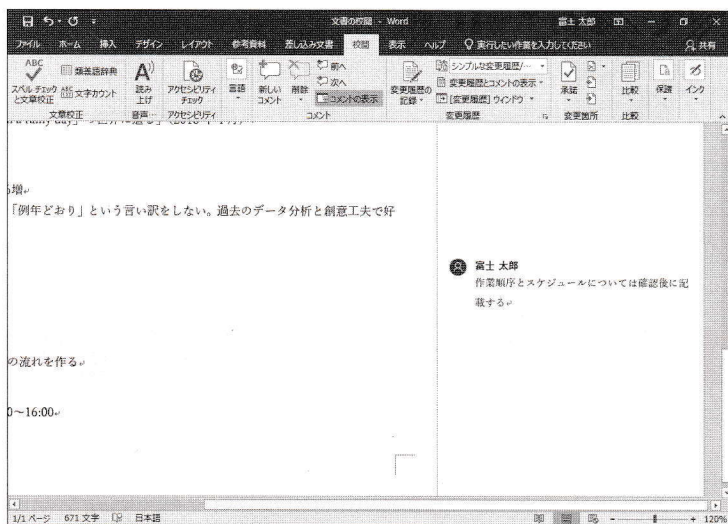 文書の校閲 - Word
富士 太郎
ファイル ホーム 挿入 デザイン レイアウト 参考資料 差し込み文書 校閲 表示 ヘルプ 実行したい作業を入力してください 共有
ABC
スペル チェックと文章校正
類義語辞典
文字カウント
文章校正
読み上げ
音声
アクセシビリティ チェック
アクセシビリティ
言語
新しいコメント
削除
前へ
次へ
コメントの表示
コメント
変更履歴の記録
シンプルな変更履歴/…
変更履歴とコメントの表示
[変更履歴] ウィンドウ
変更履歴
承諾
変更箇所
比較
比較
保護
インク
増
「例年どおり」という言い訳をしない。過去のデータ分析と創意工夫で好
富士 太郎
作業順序とスケジュールについては確認後に記
載する
の流れを作る
0～16:00
1/1 ページ 671 文字 日本語
120%